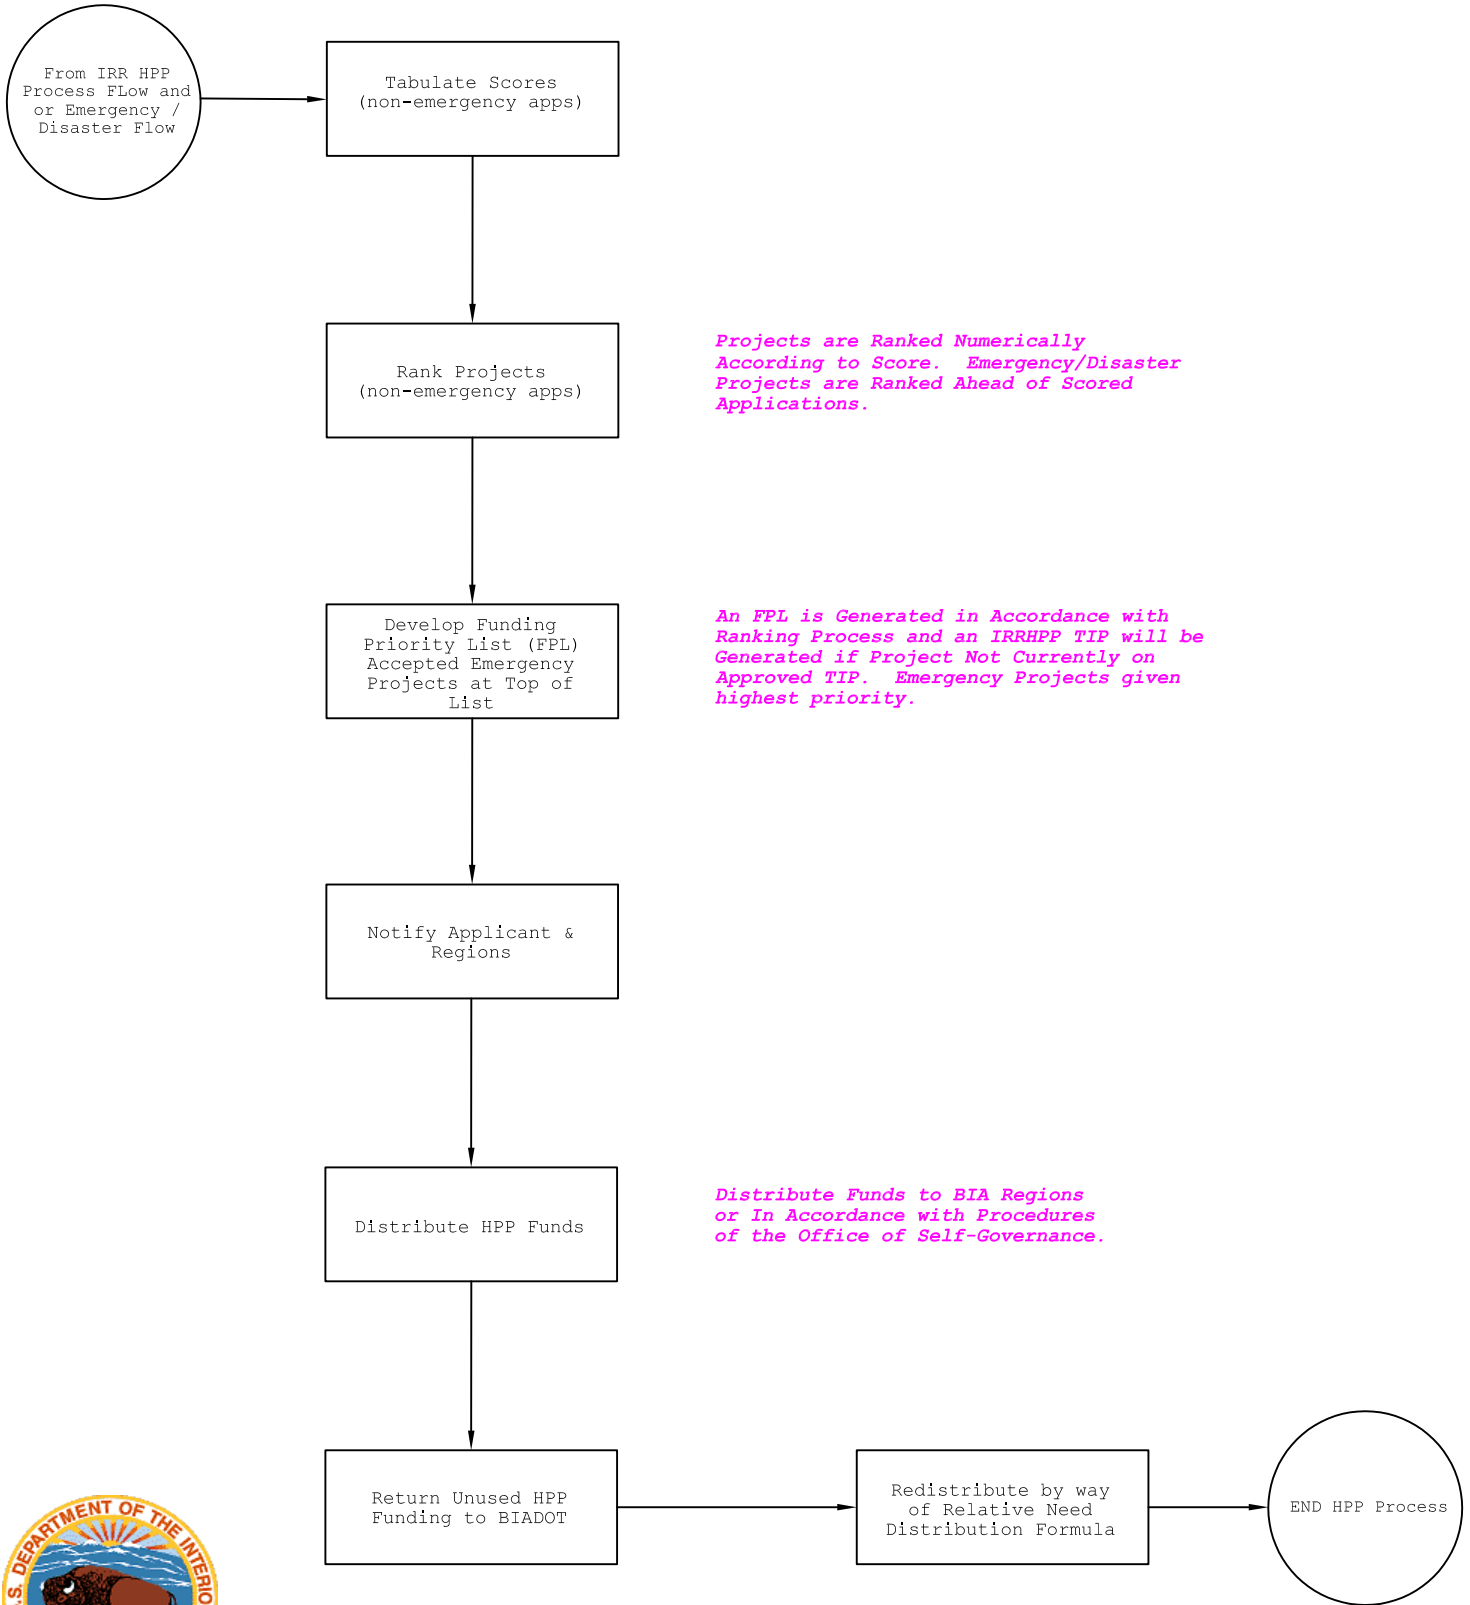 From IRR HPP
Process FLow and
or Emergency /
Disaster Flow
Tabulate Scores
(non-emergency apps)
Rank Projects
(non-emergency apps)
Projects are Ranked Numerically
According to Score.  Emergency/Disaster
Projects are Ranked Ahead of Scored
Applications.
Develop Funding
Priority List (FPL)
Accepted Emergency
Projects at Top of
List
An FPL is Generated in Accordance with
Ranking Process and an IRRHPP TIP will be
Generated if Project Not Currently on
Approved TIP.  Emergency Projects given
highest priority.
Notify Applicant &
Regions
Distribute HPP Funds
Distribute Funds to BIA Regions
or In Accordance with Procedures
of the Office of Self-Governance.
Return Unused HPP
Funding to BIADOT
Redistribute by way
of Relative Need
Distribution Formula
END HPP Process
.S. DEPARTMENT OF THE INTERIO